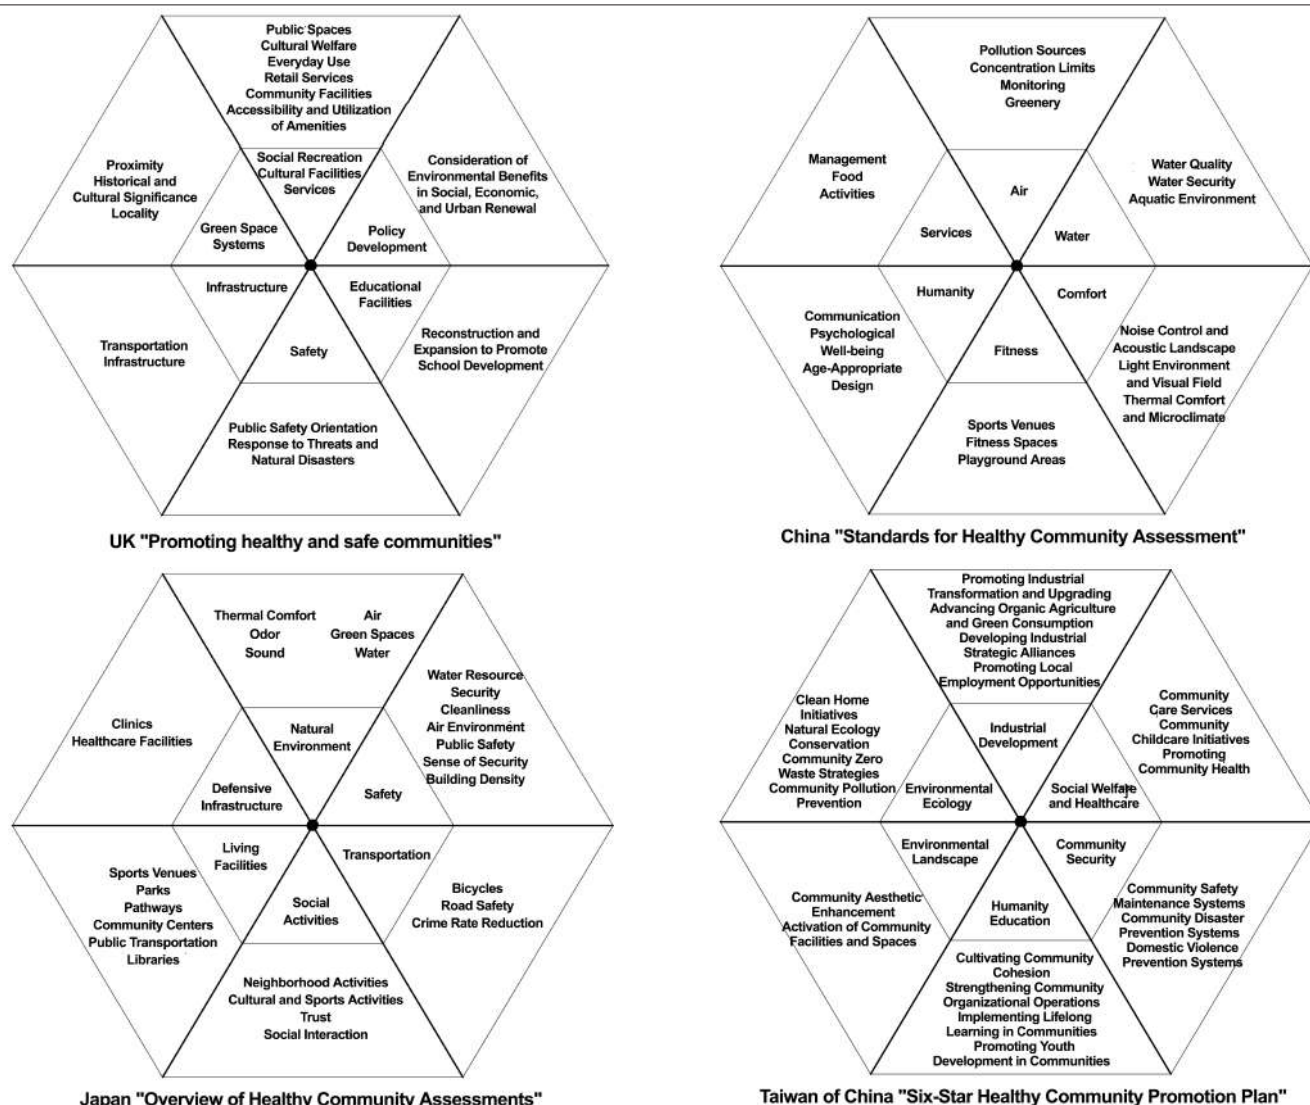 Public Spaces
Cultural Welfare
Everyday Use
Retail Services
Community Facilities
Accessibility and Utilization
of Amenities
Social Recreation
Cultural Facilities
Services
Proximity
Historical and
Cultural Significance
Locality
Green Space
Systems
Consideration of
Environmental Benefits
in Social, Economic,
and Urban Renewal
Policy
Development
Infrastructure
Transportation
Infrastructure
Educational
Facilities
Reconstruction and
Expansion to Promote
School Development
Safety
Public Safety Orientation
Response to Threats and
Natural Disasters
UK "Promoting healthy and safe communities"
Pollution Sources
Concentration Limits
Monitoring
Greenery
Air
Management
Food
Activities
Services
Water Quality
Water Security
Aquatic Environment
Water
Humanity
Communication
Psychological
Well-being
Age-Appropriate
Design
Comfort
Noise Control and
Acoustic Landscape
Light Environment
and Visual Field
Thermal Comfort
and Microclimate
Fitness
Sports Venues
Fitness Spaces
Playground Areas
China "Standards for Healthy Community Assessment"
Thermal Comfort
Odor
Sound
Air
Green Spaces
Water
Natural
Environment
Clinics
Healthcare Facilities
Defensive
Infrastructure
Water Resource
Security
Cleanliness
Air Environment
Public Safety
Sense of Security
Building Density
Safety
Living
Facilities
Sports Venues
Parks
Pathways
Community Centers
Public Transportation
Libraries
Transportation
Bicycles
Road Safety
Crime Rate Reduction
Social
Activities
Neighborhood Activities
Cultural and Sports Activities
Trust
Social Interaction
Japan "Overview of Healthy Community Assessments"
Promoting Industrial
Transformation and Upgrading
Advancing Organic Agriculture
and Green Consumption
Developing Industrial
Strategic Alliances
Promoting Local
Employment Opportunities
Industrial
Development
Clean Home
Initiatives
Natural Ecology
Conservation
Community Zero
Waste Strategies
Community Pollution
Prevention
Environmental
Ecology
Community
Care Services
Community
Childcare Initiatives
Promoting
Community Health
Social Welfare
and Healthcare
Environmental
Landscape
Community Aesthetic
Enhancement
Activation of Community
Facilities and Spaces
Community
Security
Community Safety
Maintenance Systems
Community Disaster
Prevention Systems
Domestic Violence
Prevention Systems
Humanity
Education
Cultivating Community
Cohesion
Strengthening Community
Organizational Operations
Implementing Lifelong
Learning in Communities
Promoting Youth
Development in Communities
Taiwan of China "Six-Star Healthy Community Promotion Plan"